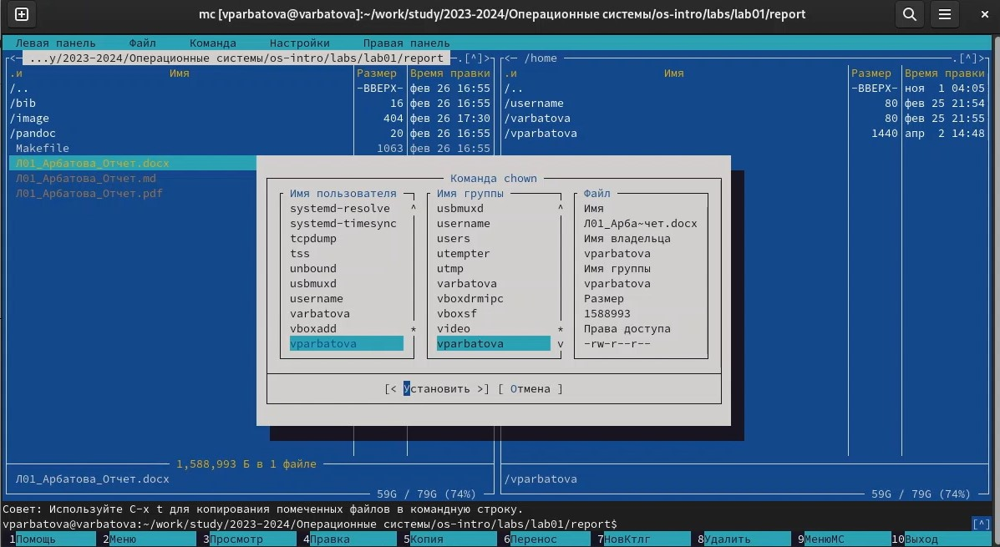 mc [vparbatova@varbatova]:~/work/study/2023-2024/Операционные системы/os-intro/labs/lab01/report
Левая панель Файл Команда Настройки Правая панель
<─ ...y/2023-2024/Операционные системы/os-intro/labs/lab01/report .[^]>
.и Имя Размер Время правки
/.. -ВВЕРХ- фев 26 16:55
/bib 16 фев 26 16:55
/image 404 фев 26 17:30
/pandoc 20 фев 26 16:55
Makefile 1063 фев 26 16:55
Л01_Арбатова_Отчет.docx
Л01_Арбатова_Отчет.md
Л01_Арбатова_Отчет.pdf
1,588,993 Б в 1 файле
Л01_Арбатова_Отчет.docx
59G / 79G (74%)
<─ /home .[^]>
.и Имя Размер Время правки
/.. -ВВЕРХ- ноя 1 04:05
/username 80 фев 25 21:54
/varbatova 80 фев 25 21:55
/vparbatova 1440 апр 2 14:48
/vparbatova
59G / 79G (74%)
Команда chown
Имя пользователя
systemd-resolve ^
systemd-timesync
tcpdump
tss
unbound
usbmuxd
username
varbatova
vboxadd *
vparbatova
Имя группы
usbmuxd ^
username
users
utempter
utmp
varbatova
vboxdrmipc
vboxsf
video *
vparbatova v
Файл
Имя
Л01_Арба~чет.docx
Имя владельца
vparbatova
Имя группы
vparbatova
Размер
1588993
Права доступа
-rw-r--r--
[< Установить >] [ Отмена ]
Совет: Используйте C-x t для копирования помеченных файлов в командную строку.
vparbatova@varbatova:~/work/study/2023-2024/Операционные системы/os-intro/labs/lab01/report$ [^]
1Помощь 2Меню 3Просмотр 4Правка 5Копия 6Перенос 7НовКтлг 8Удалить 9МенюМС 10Выход